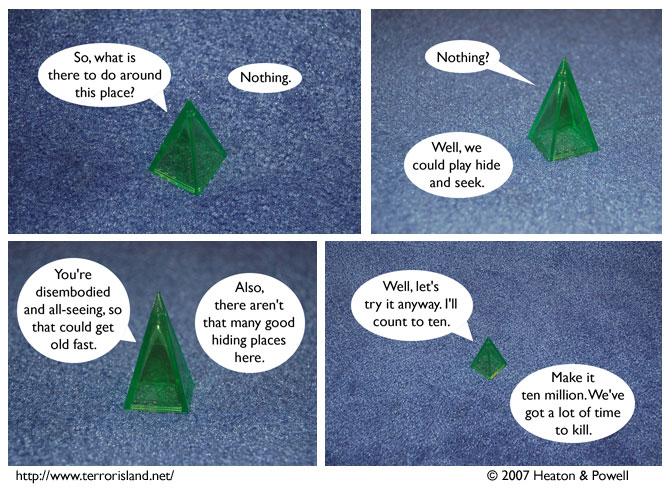 So, what is
there to do around
this place?
Nothing.
Nothing?
Well, we
could play hide
and seek.
You're
disembodied
and all-seeing, so
that could get
old fast.
Also,
there aren't
that many good
hiding places
here.
Well, let's
try it anyway. I'll
count to ten.
Make it
ten million. We've
got a lot of time
to kill.
http://www.terrorisland.net/
© 2007 Heaton & Powell